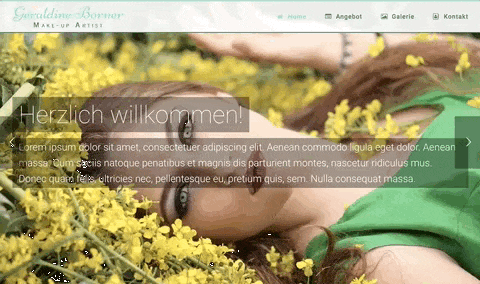 Geraldine Borner
Make-up Artist
Home
Angebot
Galerie
Kontakt
Herzlich willkommen!
Lorem ipsum dolor sit amet, consectetuer adipiscing elit. Aenean commodo ligula eget dolor. Aenean
massa. Cum sociis natoque penatibus et magnis dis parturient montes, nascetur ridiculus mus.
Donec quam felis, ultricies nec, pellentesque eu, pretium quis, sem. Nulla consequat massa.